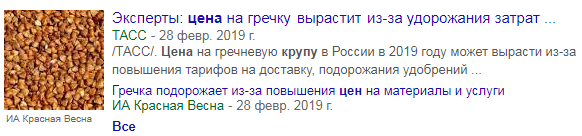 Эксперты: цена на гречку вырастит из-за удорожания затрат ...
ТАСС - 28 февр. 2019 г.
/ТАСС/. Цена на гречневую крупу в России в 2019 году может вырасти из-за
повышения тарифов на доставку, подорожания удобрений ...
Гречка подорожает из-за повышения цен на материалы и услуги
ИА Красная Весна - 28 февр. 2019 г.
ИА Красная Весна
Все